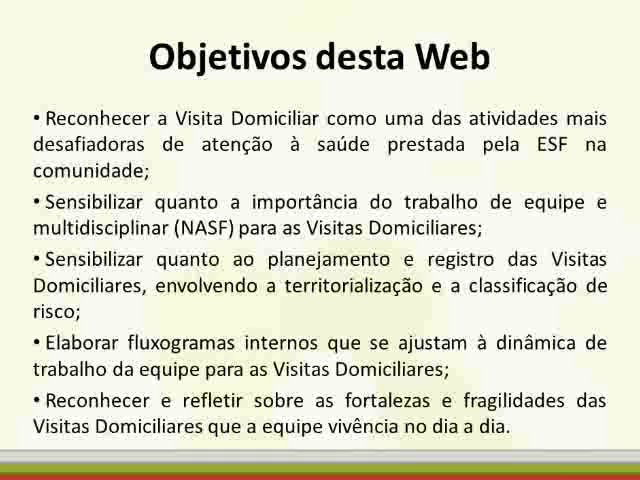 Objetivos desta Web
• Reconhecer a Visita Domiciliar como uma das atividades mais
desafiadoras de atenção à saúde prestada pela ESF na
comunidade;
• Sensibilizar quanto a importância do trabalho de equipe e
multidisciplinar (NASF) para as Visitas Domiciliares;
• Sensibilizar quanto ao planejamento e registro das Visitas
Domiciliares, envolvendo a territorialização e a classificação de
risco;
• Elaborar fluxogramas internos que se ajustam à dinâmica de
trabalho da equipe para as Visitas Domiciliares;
• Reconhecer e refletir sobre as fortalezas e fragilidades das
Visitas Domiciliares que a equipe vivência no dia a dia.